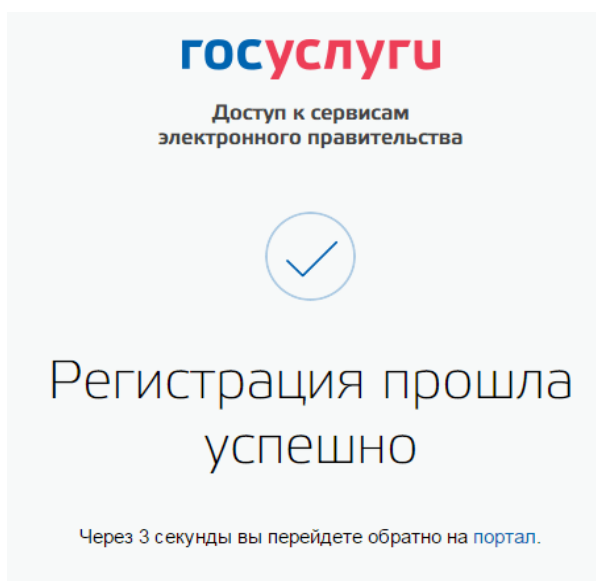 госуслуги
Доступ к сервисам
электронного правительства
Регистрация прошла
успешно
Через 3 секунды вы перейдете обратно на портал.